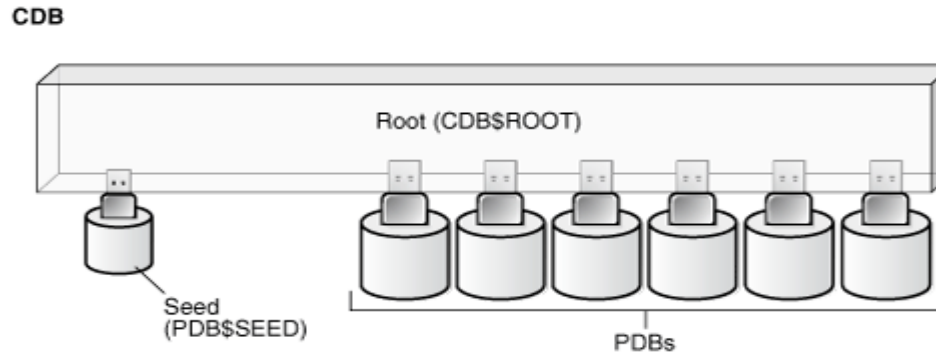 CDB
Root (CDB$ROOT)
Seed
(PDB$SEED)
PDBs